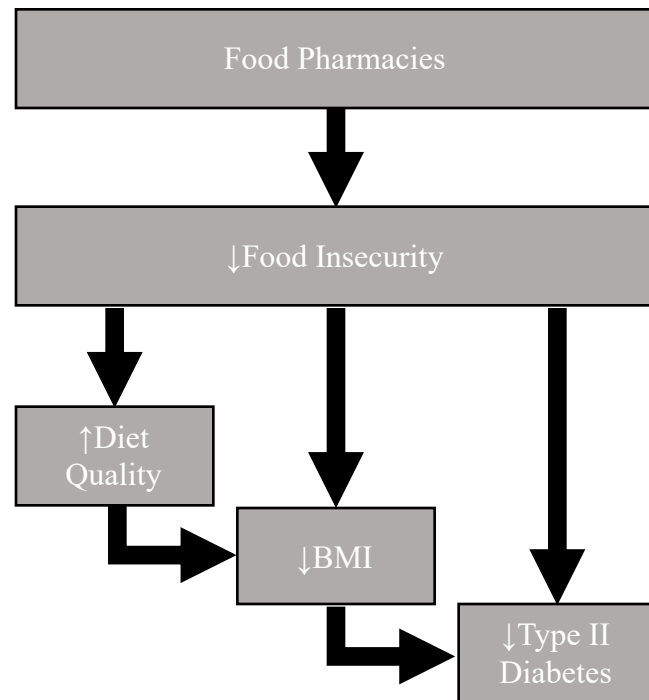 Food Pharmacies
↓Food Insecurity
↑Diet
Quality
↓BMI
↓Type II
Diabetes